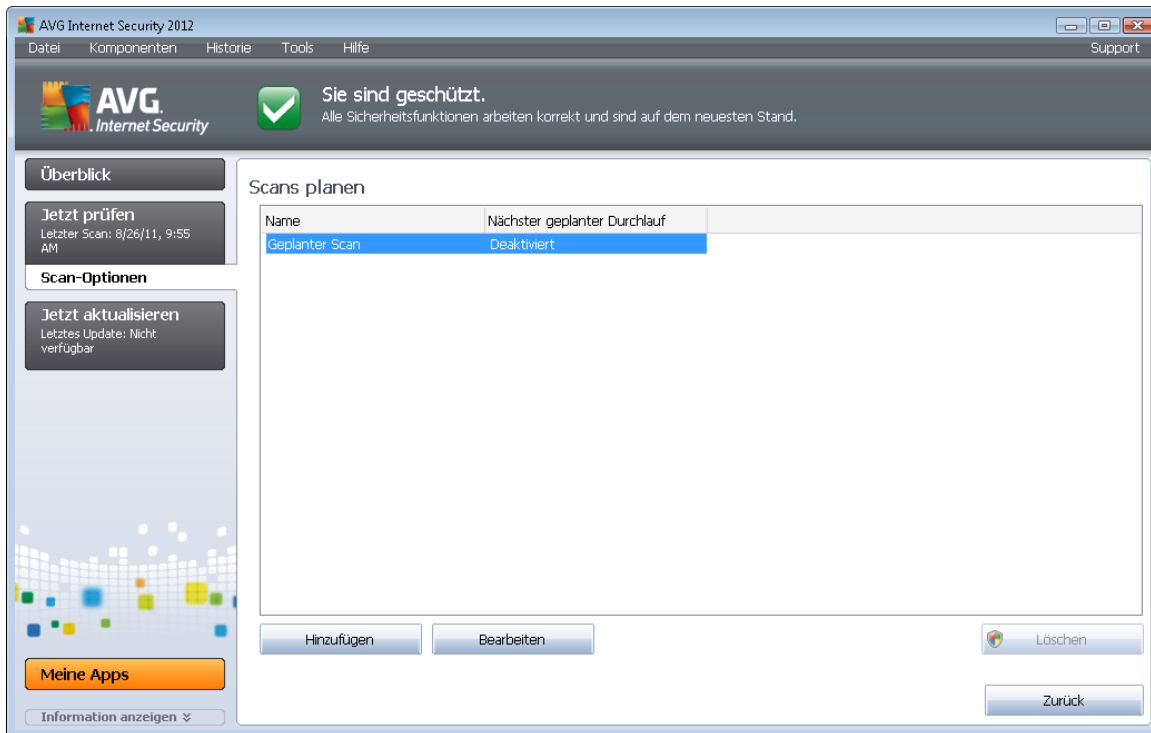 AVG Internet Security 2012
Datei Komponenten Historie Tools Hilfe Support
AVG.
Internet Security
Sie sind geschützt.
Alle Sicherheitsfunktionen arbeiten korrekt und sind auf dem neuesten Stand.
Überblick
Jetzt prüfen
Letzter Scan: 8/26/11, 9:55
AM
Scan-Optionen
Jetzt aktualisieren
Letztes Update: Nicht
verfügbar
Meine Apps
Information anzeigen
Scans planen
Name Nächster geplanter Durchlauf
Geplanter Scan Deaktiviert
Hinzufügen Bearbeiten Löschen
Zurück